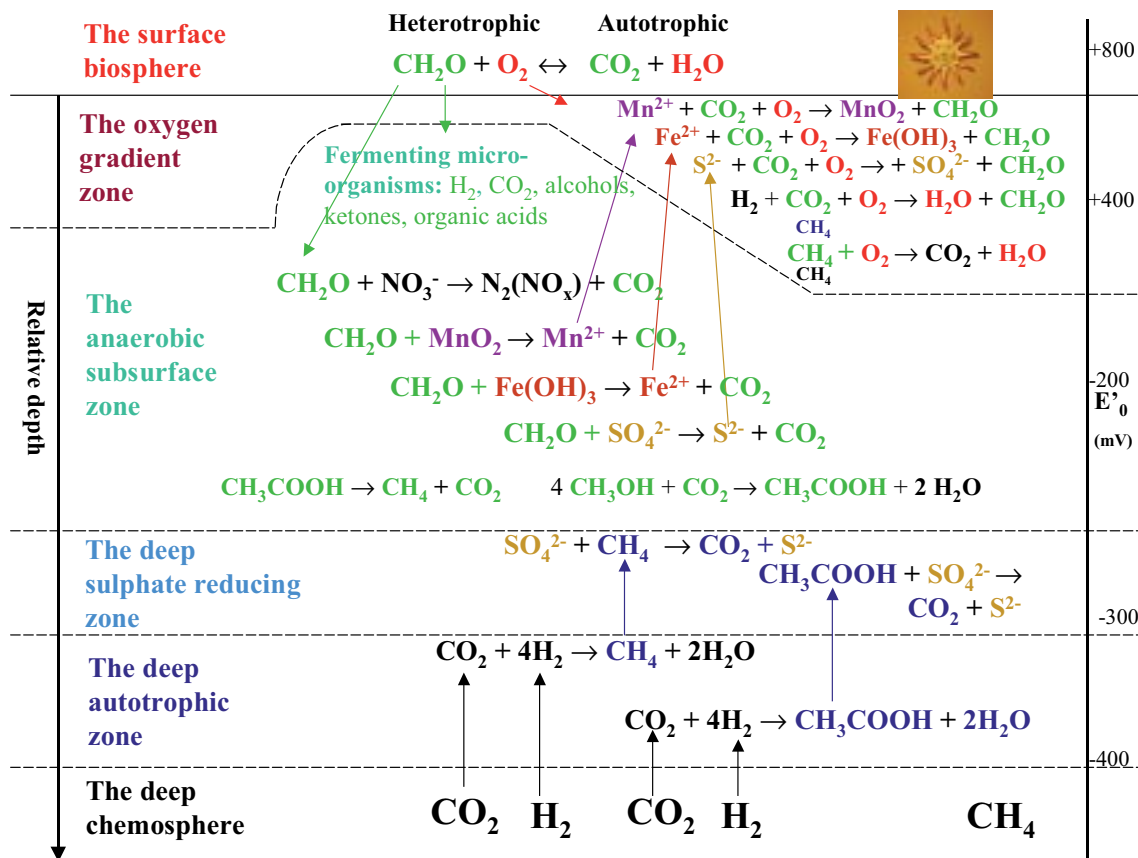 Heterotrophic
Autotrophic
The surface
biosphere
CH₂O + O₂ ↔ CO₂ + H₂O
+800
The oxygen
gradient
zone
Mn²⁺ + CO₂ + O₂ → MnO₂ + CH₂O
Fe²⁺ + CO₂ + O₂ → Fe(OH)₃ + CH₂O
S²⁻ + CO₂ + O₂ → + SO₄²⁻ + CH₂O
H₂ + CO₂ + O₂ → H₂O + CH₂O
+400
CH₄
CH₄ + O₂ → CO₂ + H₂O
CH₄
Fermenting micro-
organisms: H₂, CO₂, alcohols,
ketones, organic acids
Relative depth
The
anaerobic
subsurface
zone
CH₂O + NO₃⁻ → N₂(NOₓ) + CO₂
CH₂O + MnO₂ → Mn²⁺ + CO₂
CH₂O + Fe(OH)₃ → Fe²⁺ + CO₂
CH₂O + SO₄²⁻ → S²⁻ + CO₂
-200
E’₀
(mV)
CH₃COOH → CH₄ + CO₂
4 CH₃OH + CO₂ → CH₃COOH + 2 H₂O
The deep
sulphate reducing
zone
SO₄²⁻ + CH₄ → CO₂ + S²⁻
CH₃COOH + SO₄²⁻ →
CO₂ + S²⁻
-300
The deep
autotrophic
zone
CO₂ + 4H₂ → CH₄ + 2H₂O
CO₂ + 4H₂ → CH₃COOH + 2H₂O
-400
The deep
chemosphere
CO₂ H₂ CO₂ H₂ CH₄